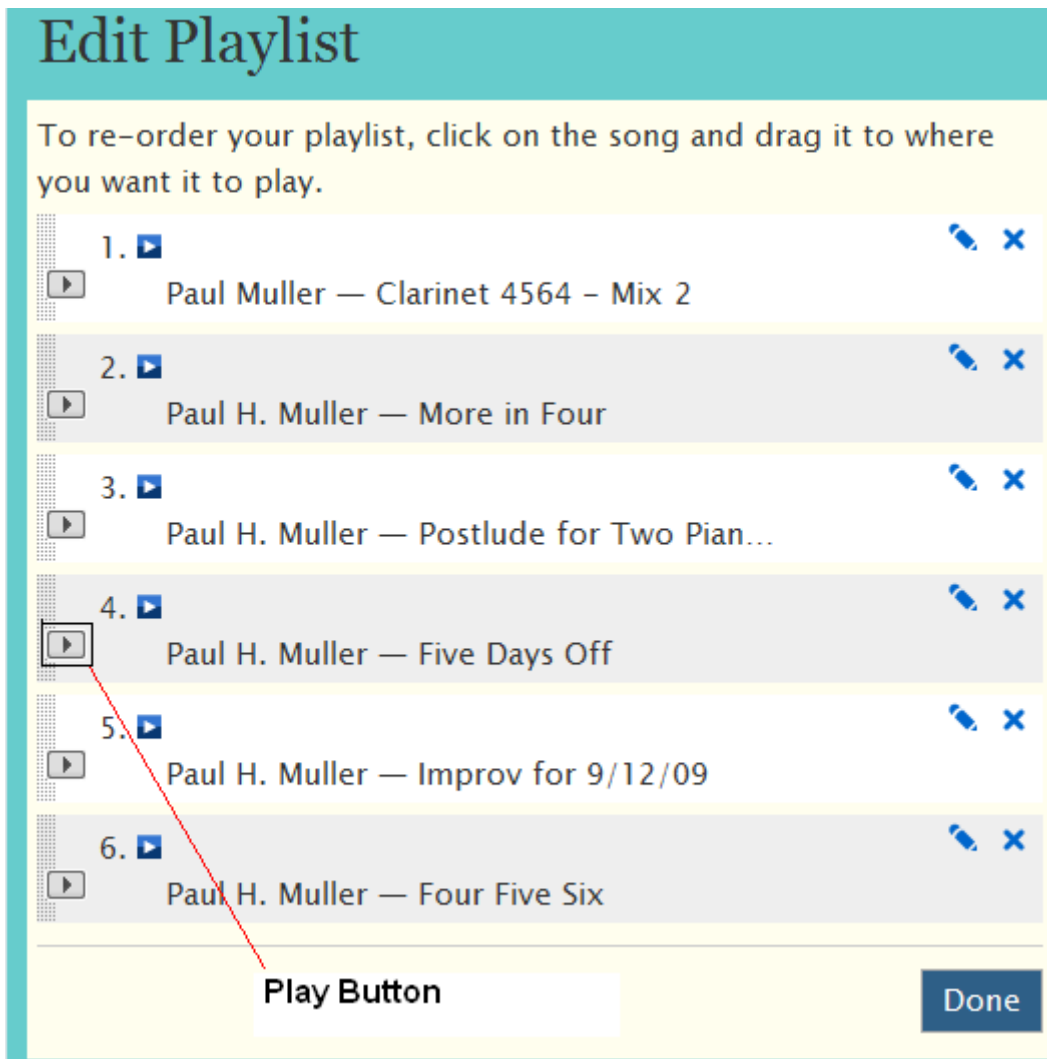 Edit Playlist
To re-order your playlist, click on the song and drag it to where
you want it to play.
1.
Paul Muller — Clarinet 4564 - Mix 2
2.
Paul H. Muller — More in Four
3.
Paul H. Muller — Postlude for Two Pian...
4.
Paul H. Muller — Five Days Off
5.
Paul H. Muller — Improv for 9/12/09
6.
Paul H. Muller — Four Five Six
Play Button
Done